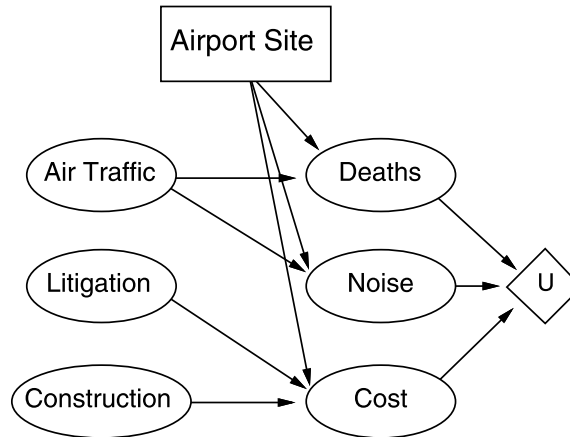 Airport Site
Air Traffic
Deaths
Litigation
Noise
U
Construction
Cost